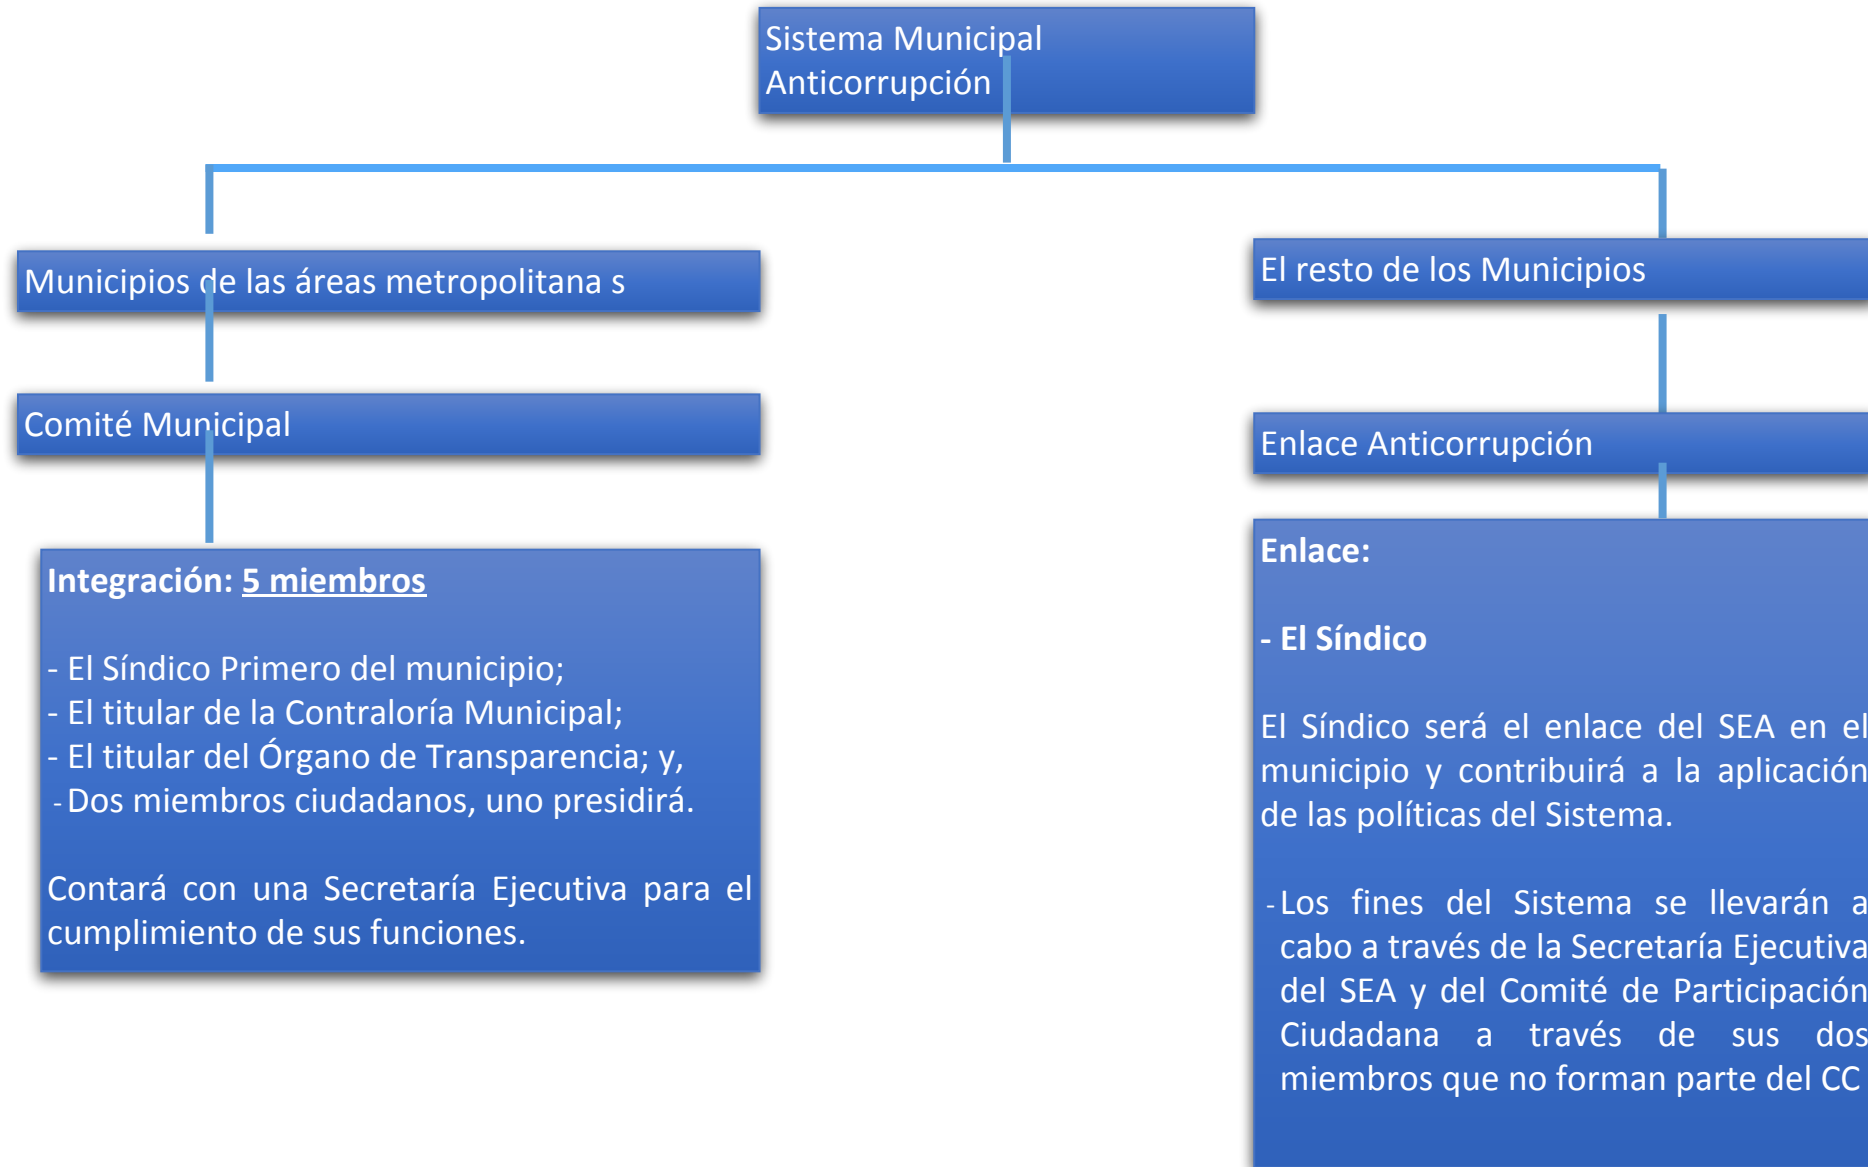 Sistema Municipal
Anticorrupción
Municipios de las áreas metropolitana s
Comité Municipal
Integración: 5 miembros
- El Síndico Primero del municipio;
- El titular de la Contraloría Municipal;
- El titular del Órgano de Transparencia; y,
- Dos miembros ciudadanos, uno presidirá.
Contará con una Secretaría Ejecutiva para el
cumplimiento de sus funciones.
El resto de los Municipios
Enlace Anticorrupción
Enlace:
- El Síndico
El Síndico será el enlace del SEA en el
municipio y contribuirá a la aplicación
de las políticas del Sistema.
- Los fines del Sistema se llevarán a
cabo a través de la Secretaría Ejecutiva
del SEA y del Comité de Participación
Ciudadana a través de sus dos
miembros que no forman parte del CC